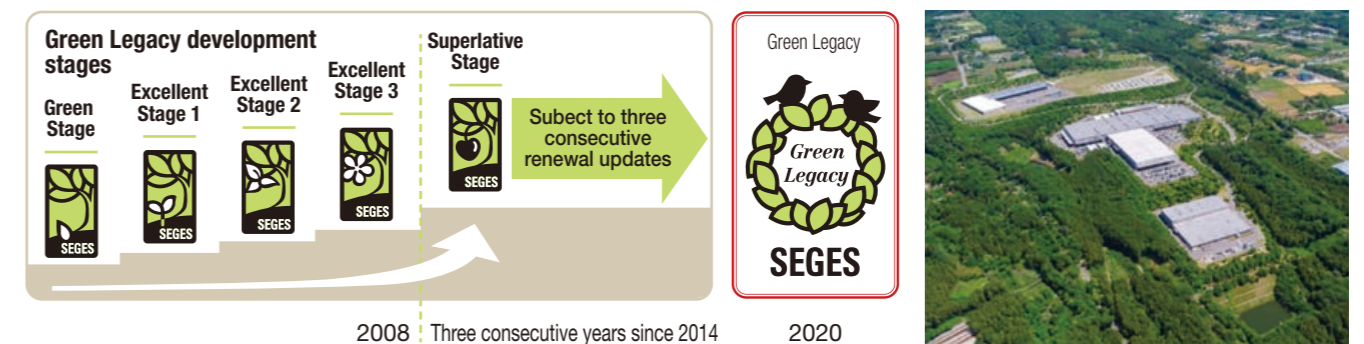 Green Legacy development
stages
Green
Stage
SEGES
Excellent
Stage 1
SEGES
Excellent
Stage 2
SEGES
Excellent
Stage 3
SEGES
Superlative
Stage
SEGES
Subect to three
consecutive
renewal updates
2008
Three consecutive years since 2014
Green Legacy
Green
Legacy
SEGES
2020